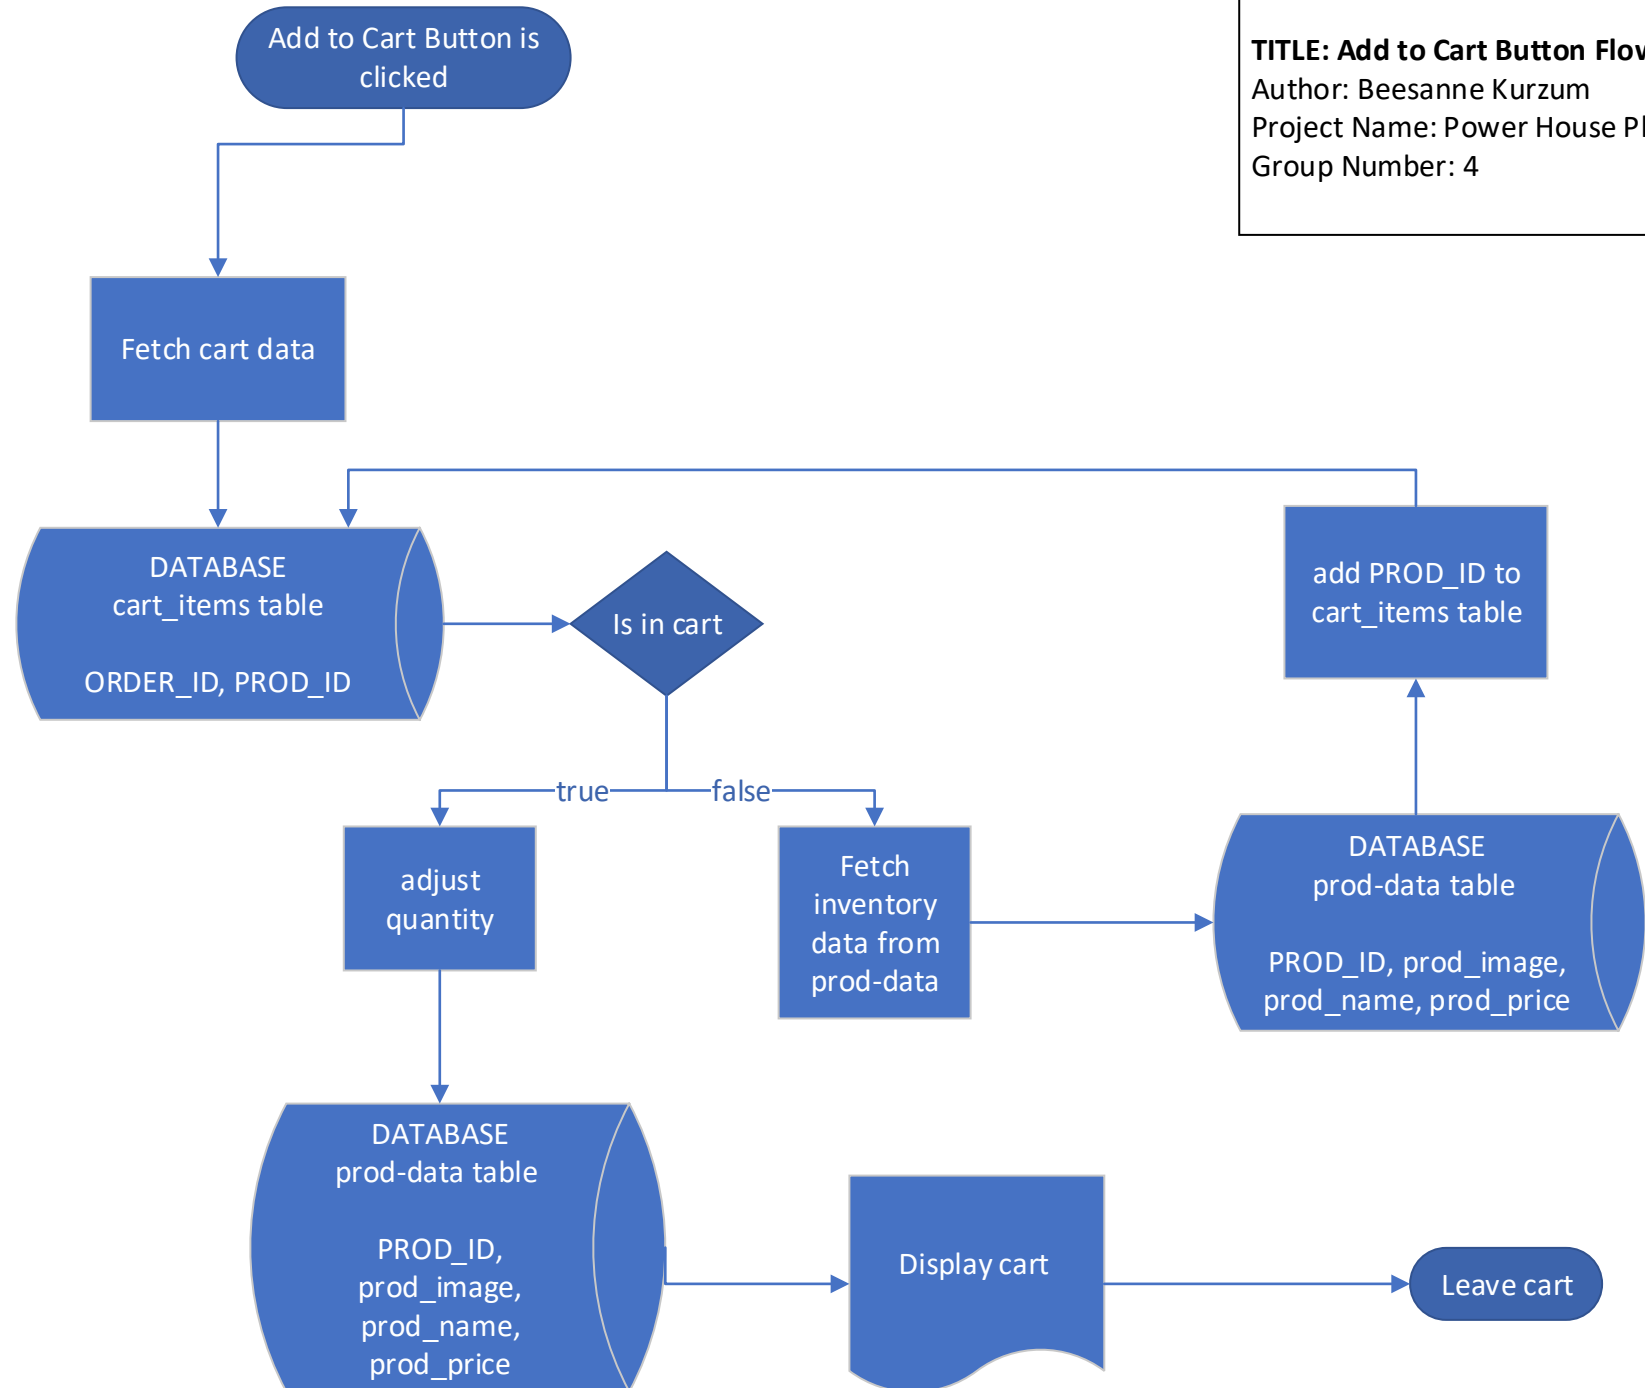 Add to Cart Button is
clicked
TITLE: Add to Cart Button
Author: Beesanne Kurzum
Project Name: Power House
Group Number: 4
Fetch cart data
DATABASE
cart_items table
ORDER_ID, PROD_ID
Is in cart
add PROD_ID to
cart_items table
true
false
adjust
quantity
Fetch
inventory
data from
prod-data
DATABASE
prod-data table
PROD_ID, prod_image,
prod_name, prod_price
DATABASE
prod-data table
PROD_ID,
prod_image,
prod_name,
prod_price
Display cart
Leave cart